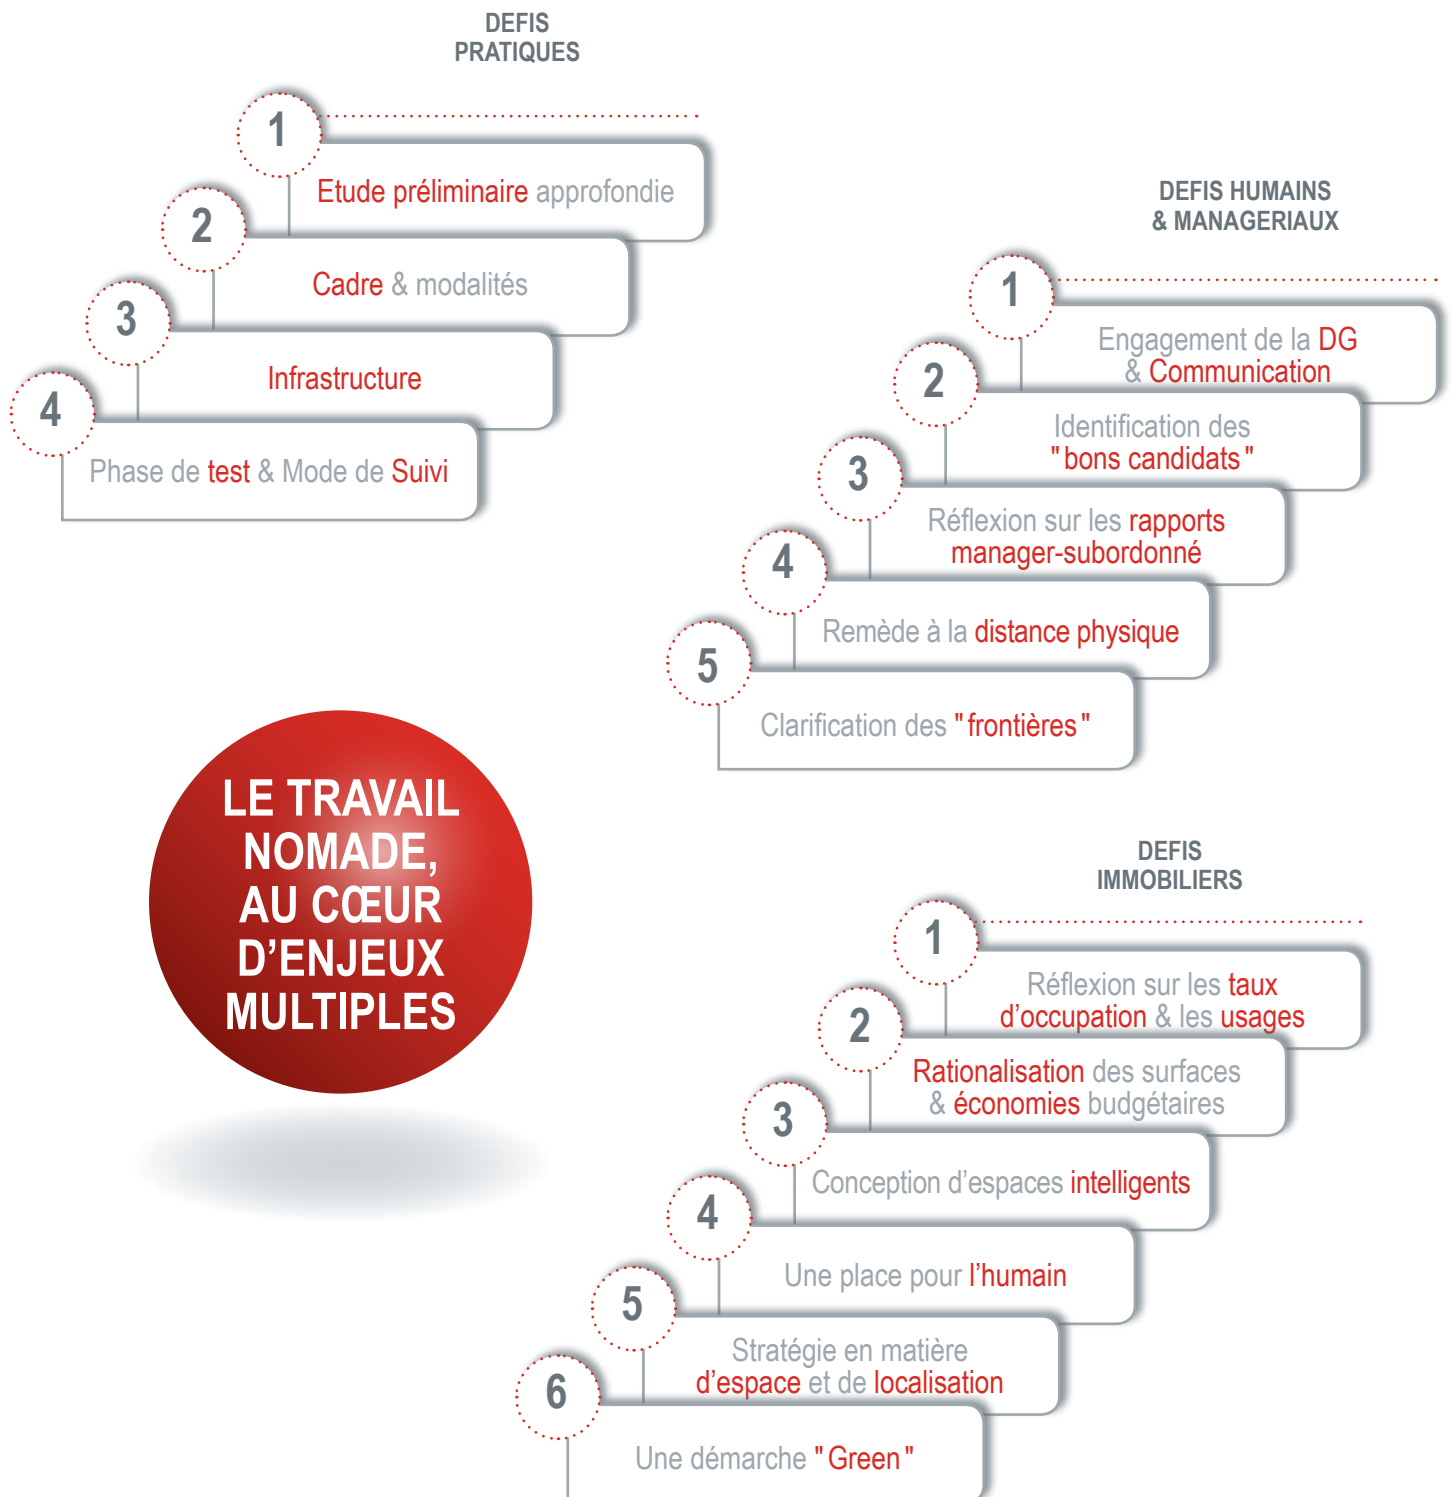 DEFIS
PRATIQUES
1
Etude préliminaire approfondie
2
Cadre & modalités
3
Infrastructure
4
Phase de test & Mode de Suivi
DEFIS HUMAINS
& MANAGERIAUX
1
Engagement de la DG
& Communication
2
Identification des
"bons candidats"
3
Réflexion sur les rapports
manager-subordonné
4
Remède à la distance physique
5
Clarification des "frontières"
LE TRAVAIL
NOMADE,
AU CŒUR
D’ENJEUX
MULTIPLES
DEFIS
IMMOBILIERS
1
Réflexion sur les taux
d’occupation & les usages
2
Rationalisation des surfaces
& économies budgétaires
3
Conception d’espaces intelligents
4
Une place pour l’humain
5
Stratégie en matière
d’espace et de localisation
6
Une démarche "Green"